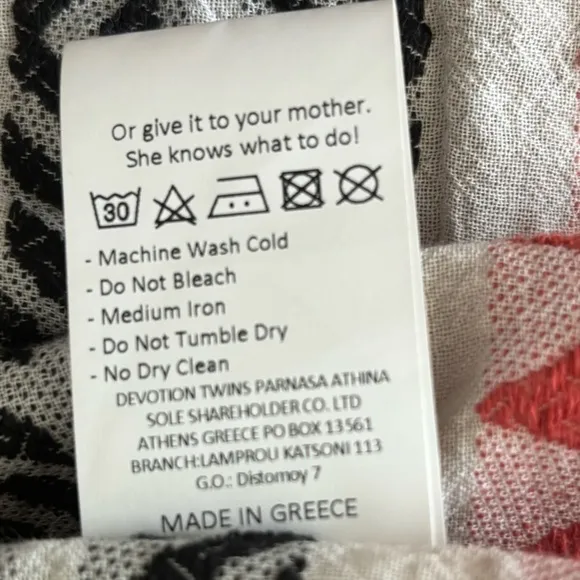 Or give it to your mother.
She knows what to do!
30
- Machine Wash Cold
- Do Not Bleach
- Medium Iron
- Do Not Tumble Dry
- No Dry Clean
DEVOTION TWINS PARNASA ATHINA
SOLE SHAREHOLDER CO. LTD
ATHENS GREECE PO BOX 13561
BRANCH:LAMPROU KATSONI 113
G.O.: Distomoy 7
MADE IN GREECE